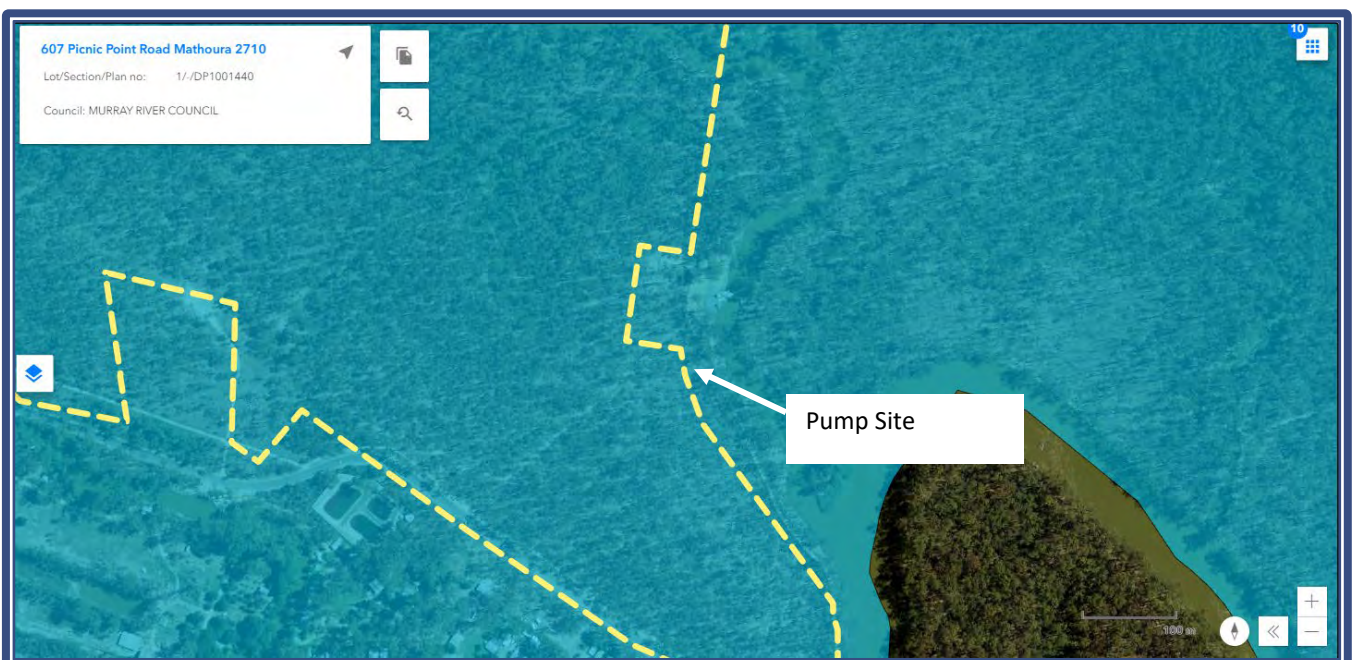 607 Picnic Point Road Mathoura 2710
Lot/Section/Plan no: 1/-/DP1001440
Council: MURRAY RIVER COUNCIL
10
Pump Site
100 m